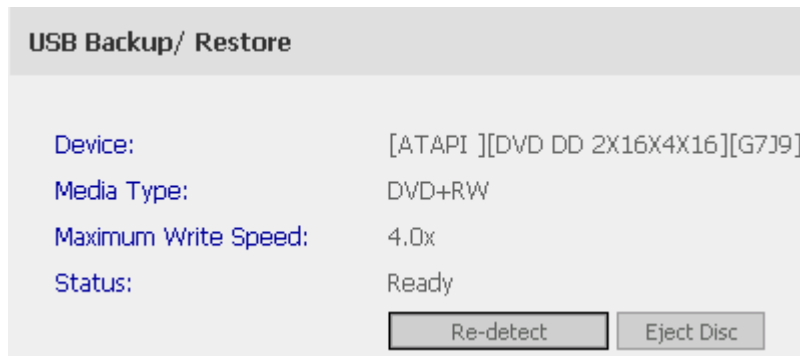 USB Backup/ Restore
Device: [ATAPI ][DVD DD 2X16X4X16][G7J9]
Media Type: DVD+RW
Maximum Write Speed: 4.0x
Status: Ready
Re-detect Eject Disc